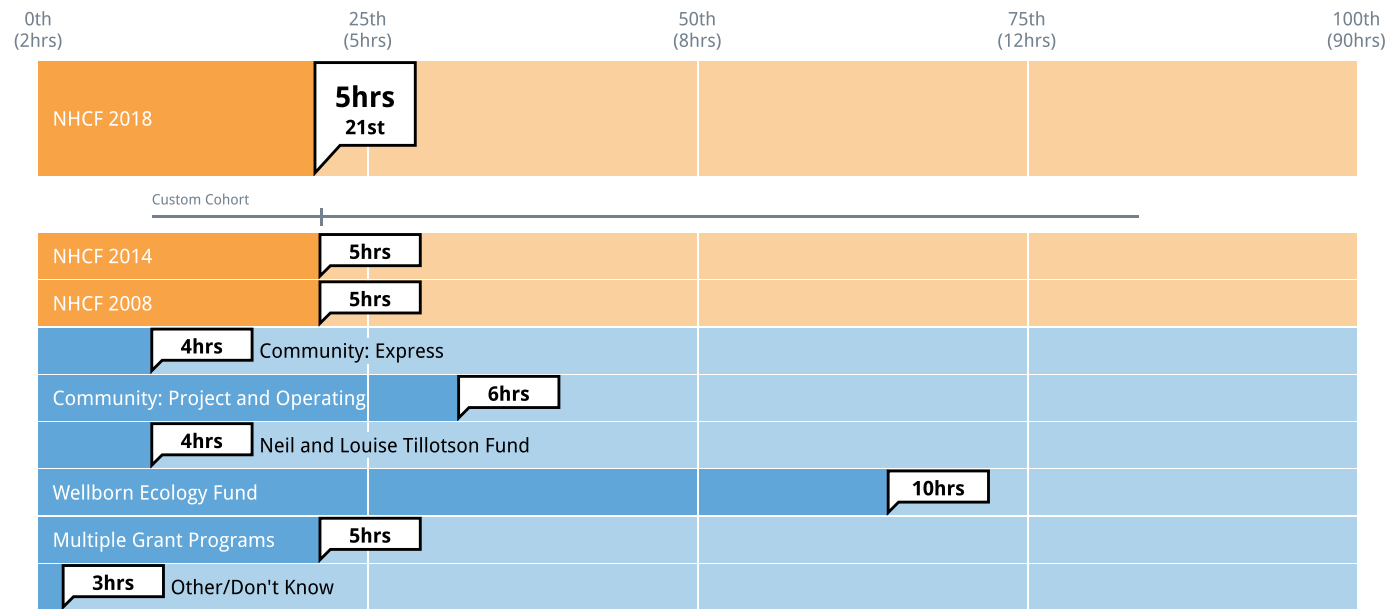 0th 25th 50th 75th 100th
(2hrs) (5hrs) (8hrs) (12hrs) (90hrs)
NHCF 2018
5hrs
21st
Custom Cohort
NHCF 2014 5hrs
NHCF 2008 5hrs
4hrs Community: Express
Community: Project and Operating 6hrs
4hrs Neil and Louise Tillotson Fund
Wellborn Ecology Fund 10hrs
Multiple Grant Programs 5hrs
3hrs Other/Don't Know